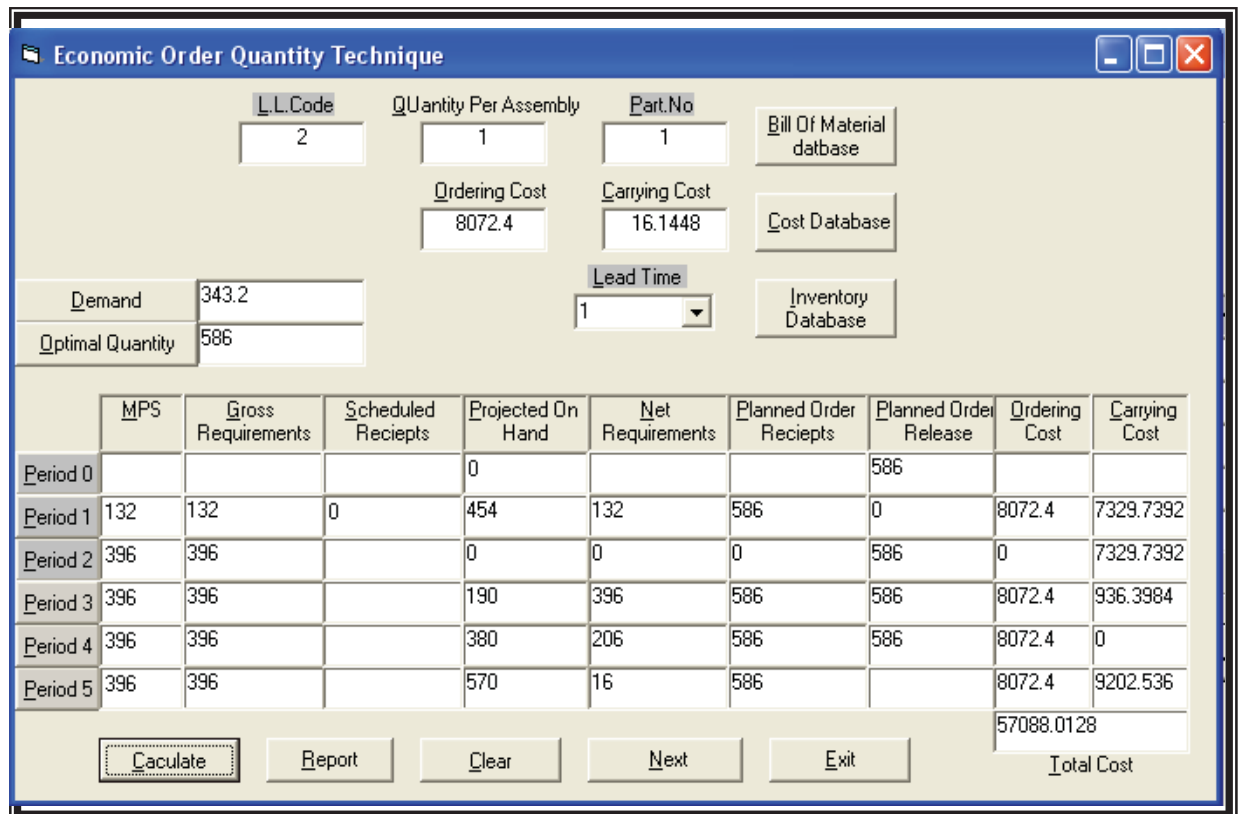 Economic Order Quantity Technique
L.L.Code QUantity Per Assembly Part.No
2 1 1
Bill Of Material
datbase
Ordering Cost Carrying Cost
8072.4 16.1448 Cost Database
Lead Time
1
Inventory
Database
Demand 343.2
Optimal Quantity 586
MPS Gross Scheduled Projected On Net Planned Order Planned Order Ordering Carrying
Requirements Reciepts Hand Requirements Reciepts Release Cost Cost
Period 0 0 586
Period 1 132 132 0 454 132 586 0 8072.4 7329.7392
Period 2 396 396 0 0 0 586 0 7329.7392
Period 3 396 396 190 396 586 586 8072.4 936.3984
Period 4 396 396 380 206 586 586 8072.4 0
Period 5 396 396 570 16 586 8072.4 9202.536
57088.0128
Caculate Report Clear Next Exit Total Cost